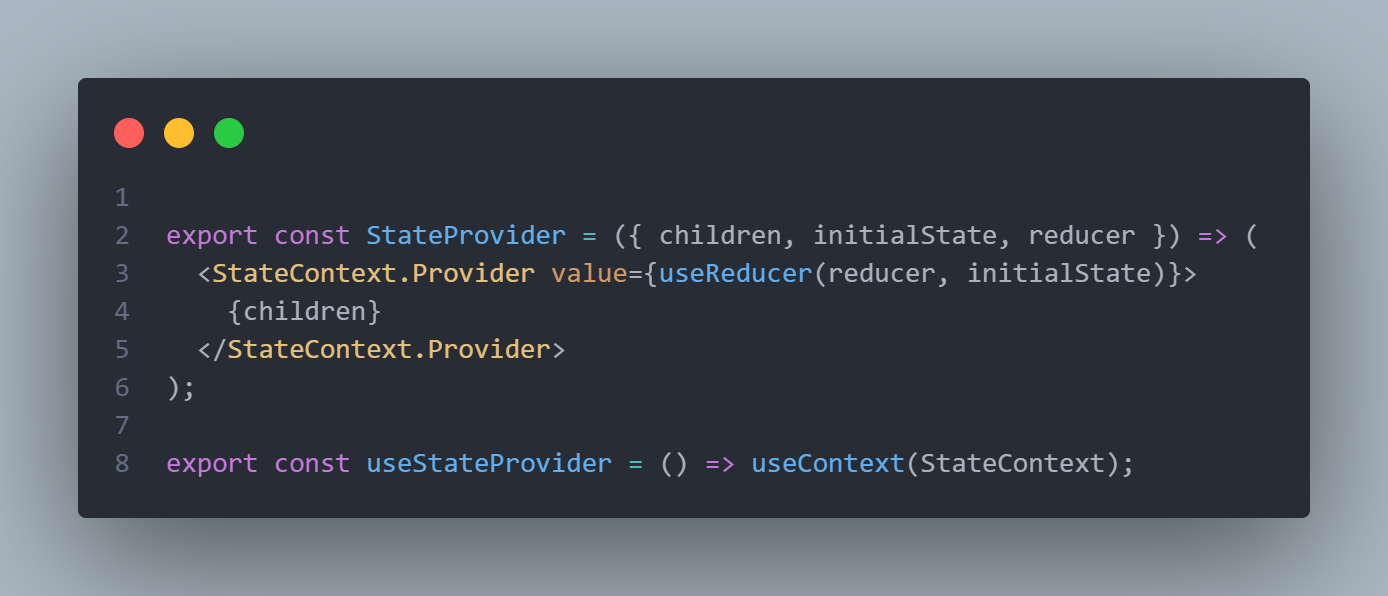 1
2 export const StateProvider = ({ children, initialState, reducer }) => (
3   <StateContext.Provider value={useReducer(reducer, initialState)}>
4     {children}
5   </StateContext.Provider>
6 );
7
8 export const useStateProvider = () => useContext(StateContext);